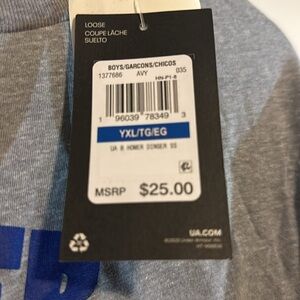 LOOSE
COUPE LÂCHE
SUELTO
BOYS/GARCONS/CHICOS
1377686 AVY 035
HN-P1-8
1 96039 78349 3
YXL/TG/EG
UA B HOMER DINGER SS
MSRP $25.00
UA.COM